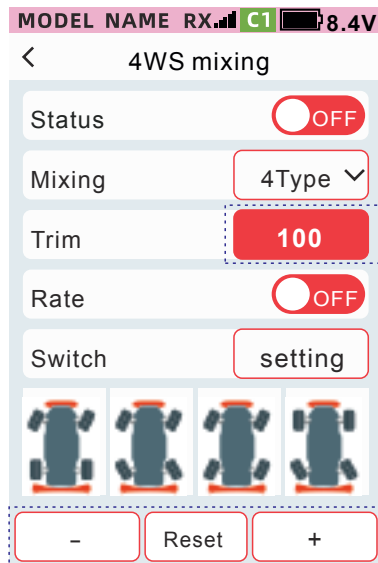 MODEL NAME RX C1 8.4V
4WS mixing
Status OFF
Mixing 4Type
Trim 100
Rate OFF
Switch setting
- Reset +